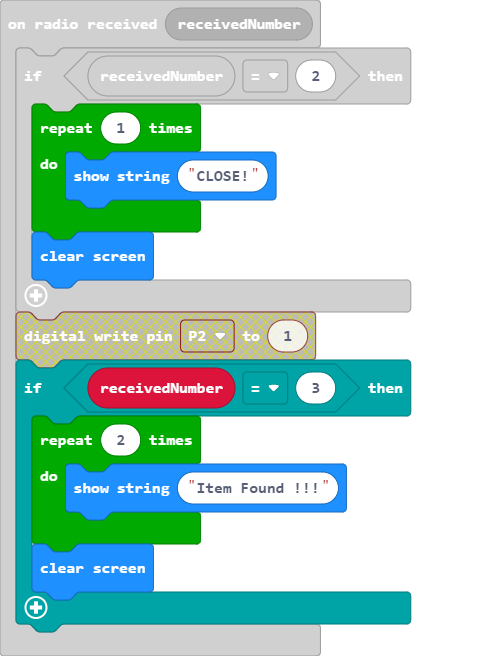 on radio received receivedNumber
if receivedNumber = 2 then
repeat 1 times
do show string "CLOSE!"
clear screen
digital write pin P2 to 1
if receivedNumber = 3 then
repeat 2 times
do show string "Item Found !!!"
clear screen